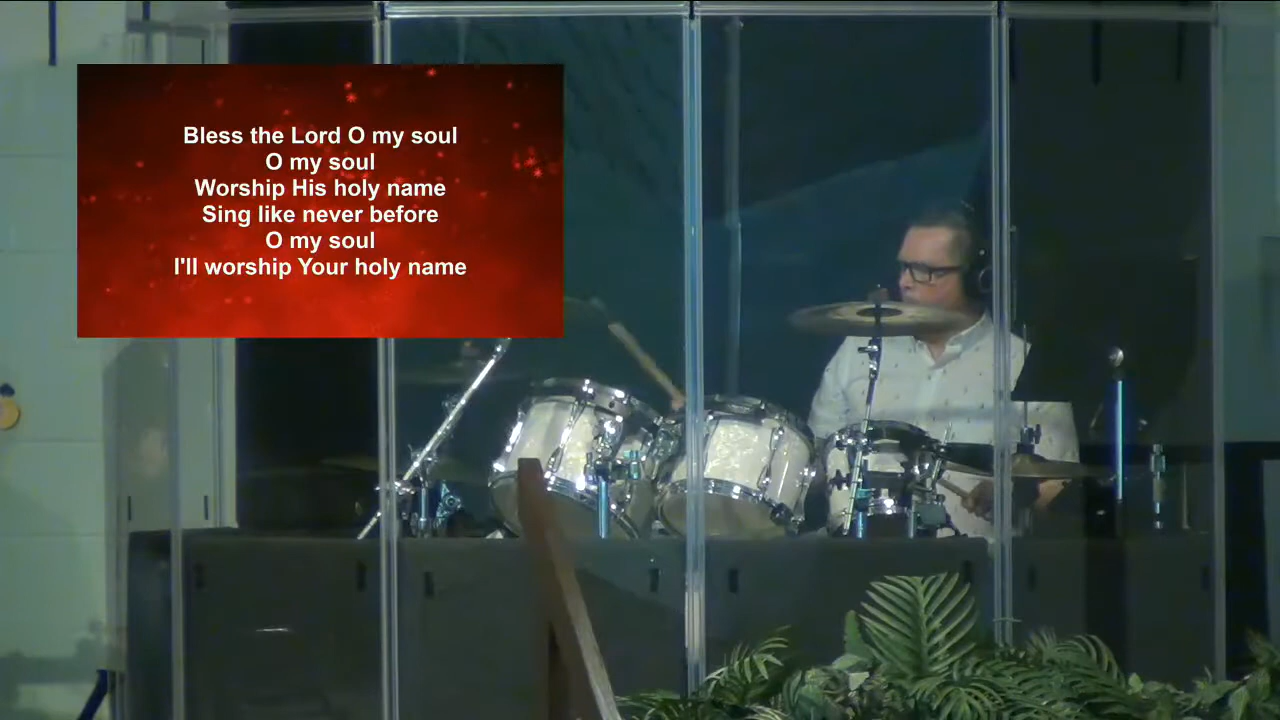 Bless the Lord O my soul
O my soul
Worship His holy name
Sing like never before
O my soul
I'll worship Your holy name